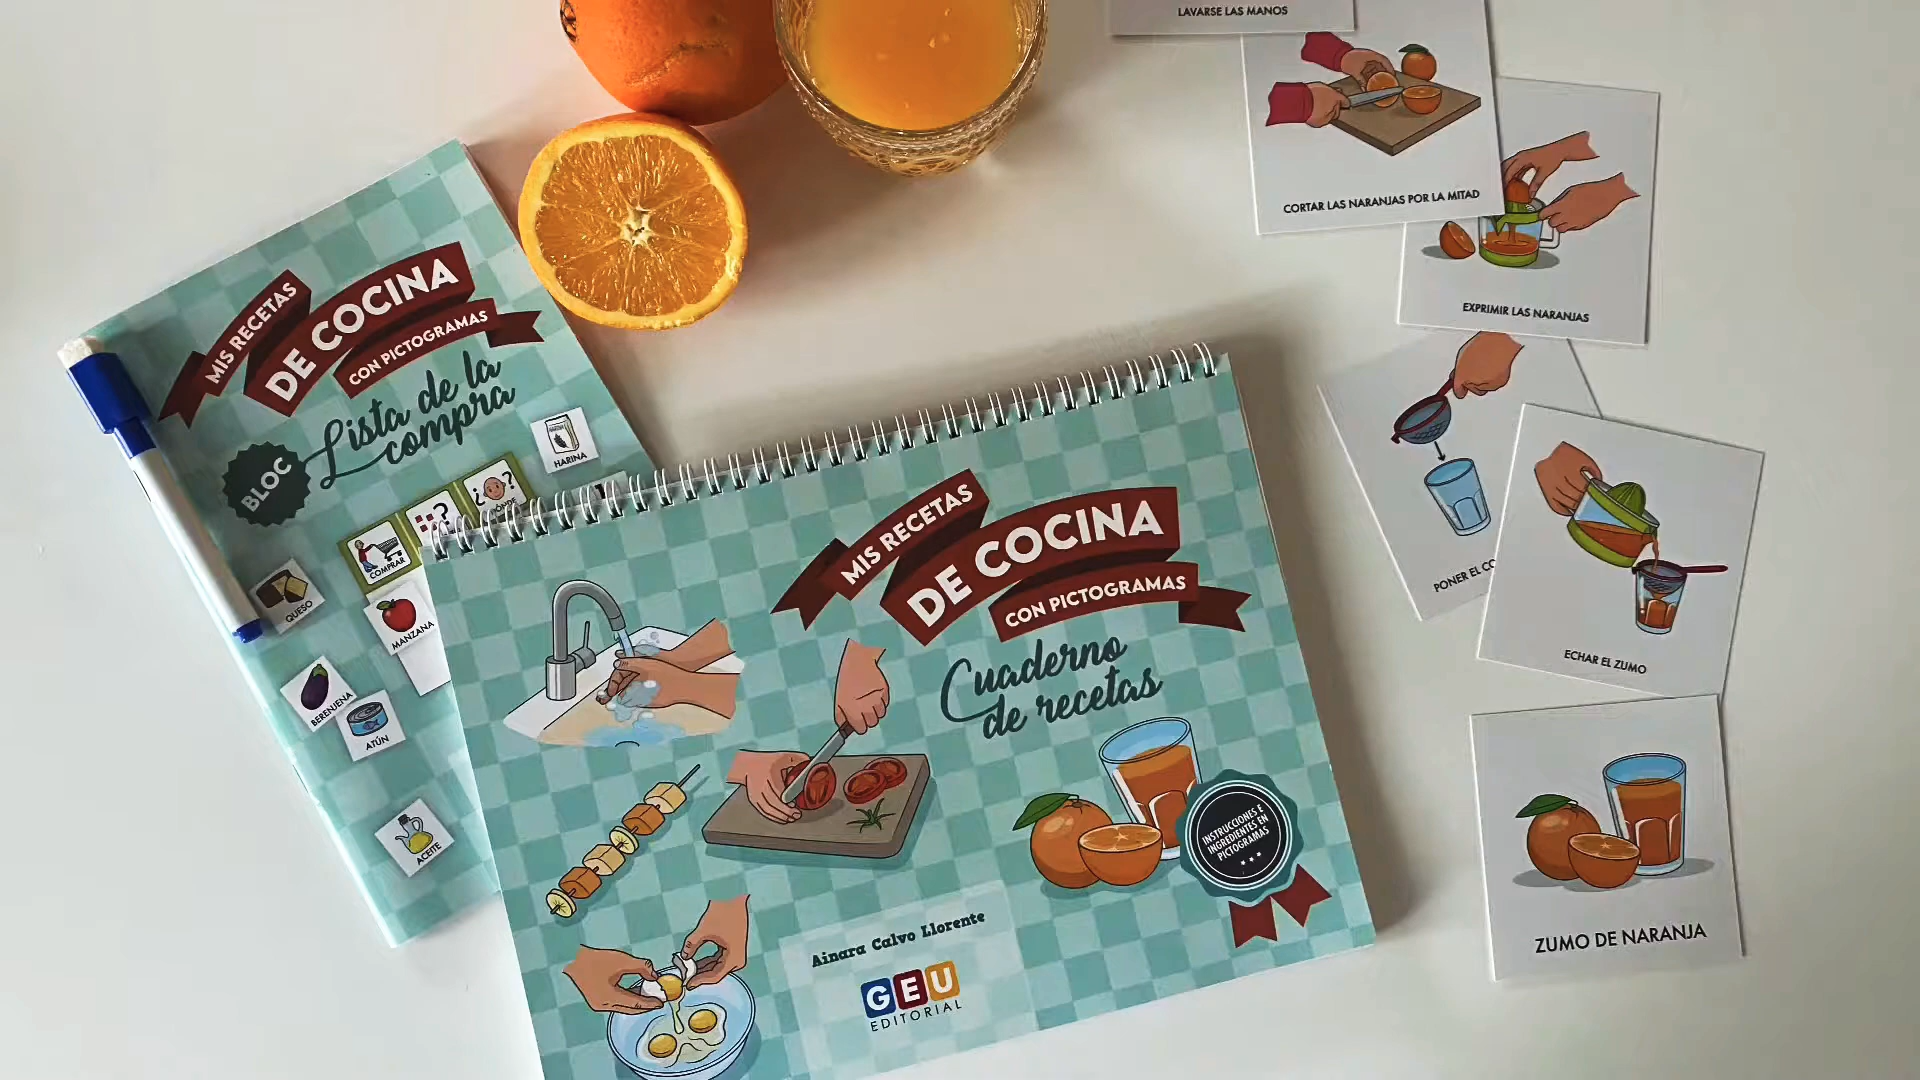 MIS RECETAS
DE COCINA
CON PICTOGRAMAS
BLOC
Lista de la
compra
HARINA
COMPRAR
QUESO
MANZANA
BERENJENA
ATÚN
ACEITE
MIS RECETAS
DE COCINA
CON PICTOGRAMAS
Cuaderno
de recetas
INSTRUCCIONES E
INGREDIENTES EN
PICTOGRAMAS
Ainara Calvo Llorente
GEU
EDITORIAL
LAVARSE LAS MANOS
CORTAR LAS NARANJAS POR LA MITAD
EXPRIMIR LAS NARANJAS
PONER EL
ECHAR EL ZUMO
ZUMO DE NARANJA